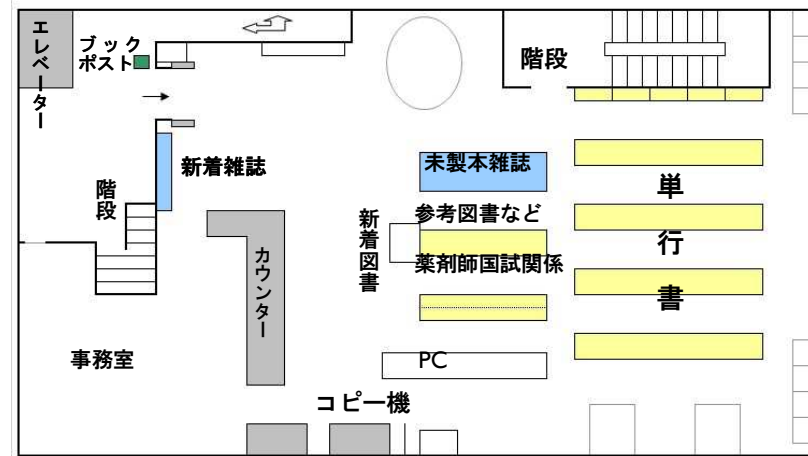 エレベーター
ブック
ポスト
階段
新着雑誌
未製本雑誌
階段
参考図書など
新着図書
薬剤師国試関係
単行書
カウンター
事務室
PC
コピー機